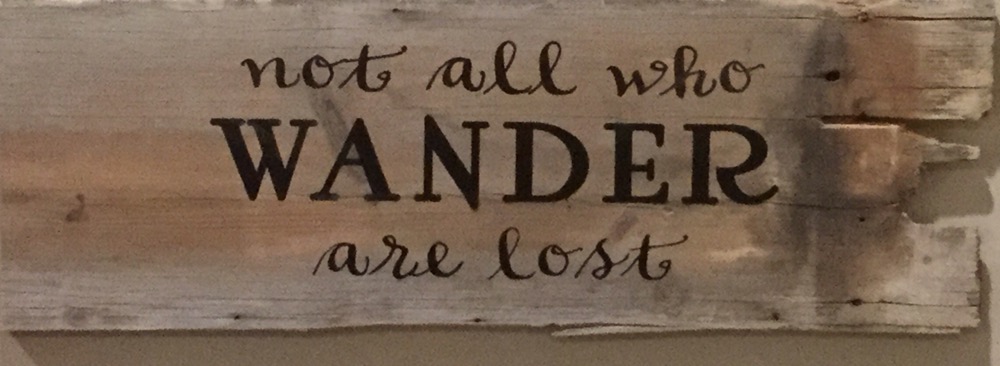 not all who
WANDER
are lost